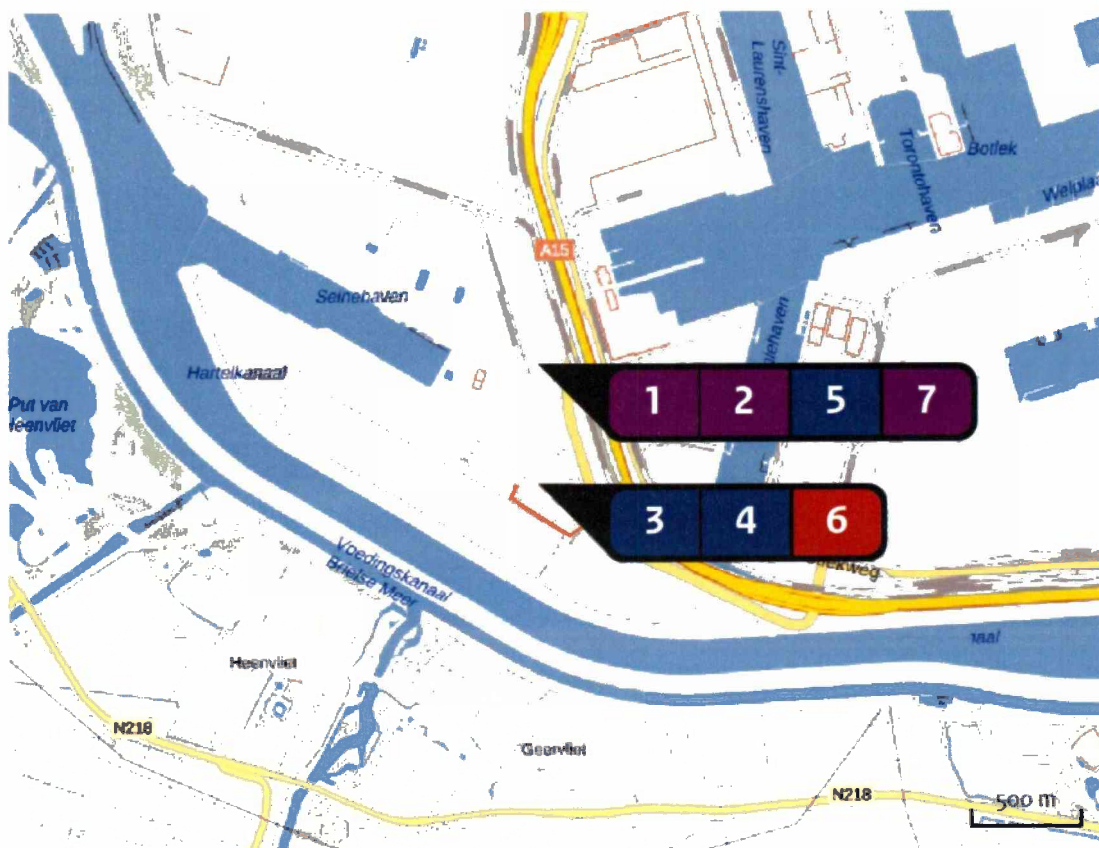 Sint-
Laurenshaven
Torontohaven
Botlek
A15
Seinehaven
Hartelkanaal
Put van
Heenvliet
1 2 5 7
3 4 6
Voedingskanaal
Brielse Meer
Heenvliet
N218
Geervliet
N218
500 m